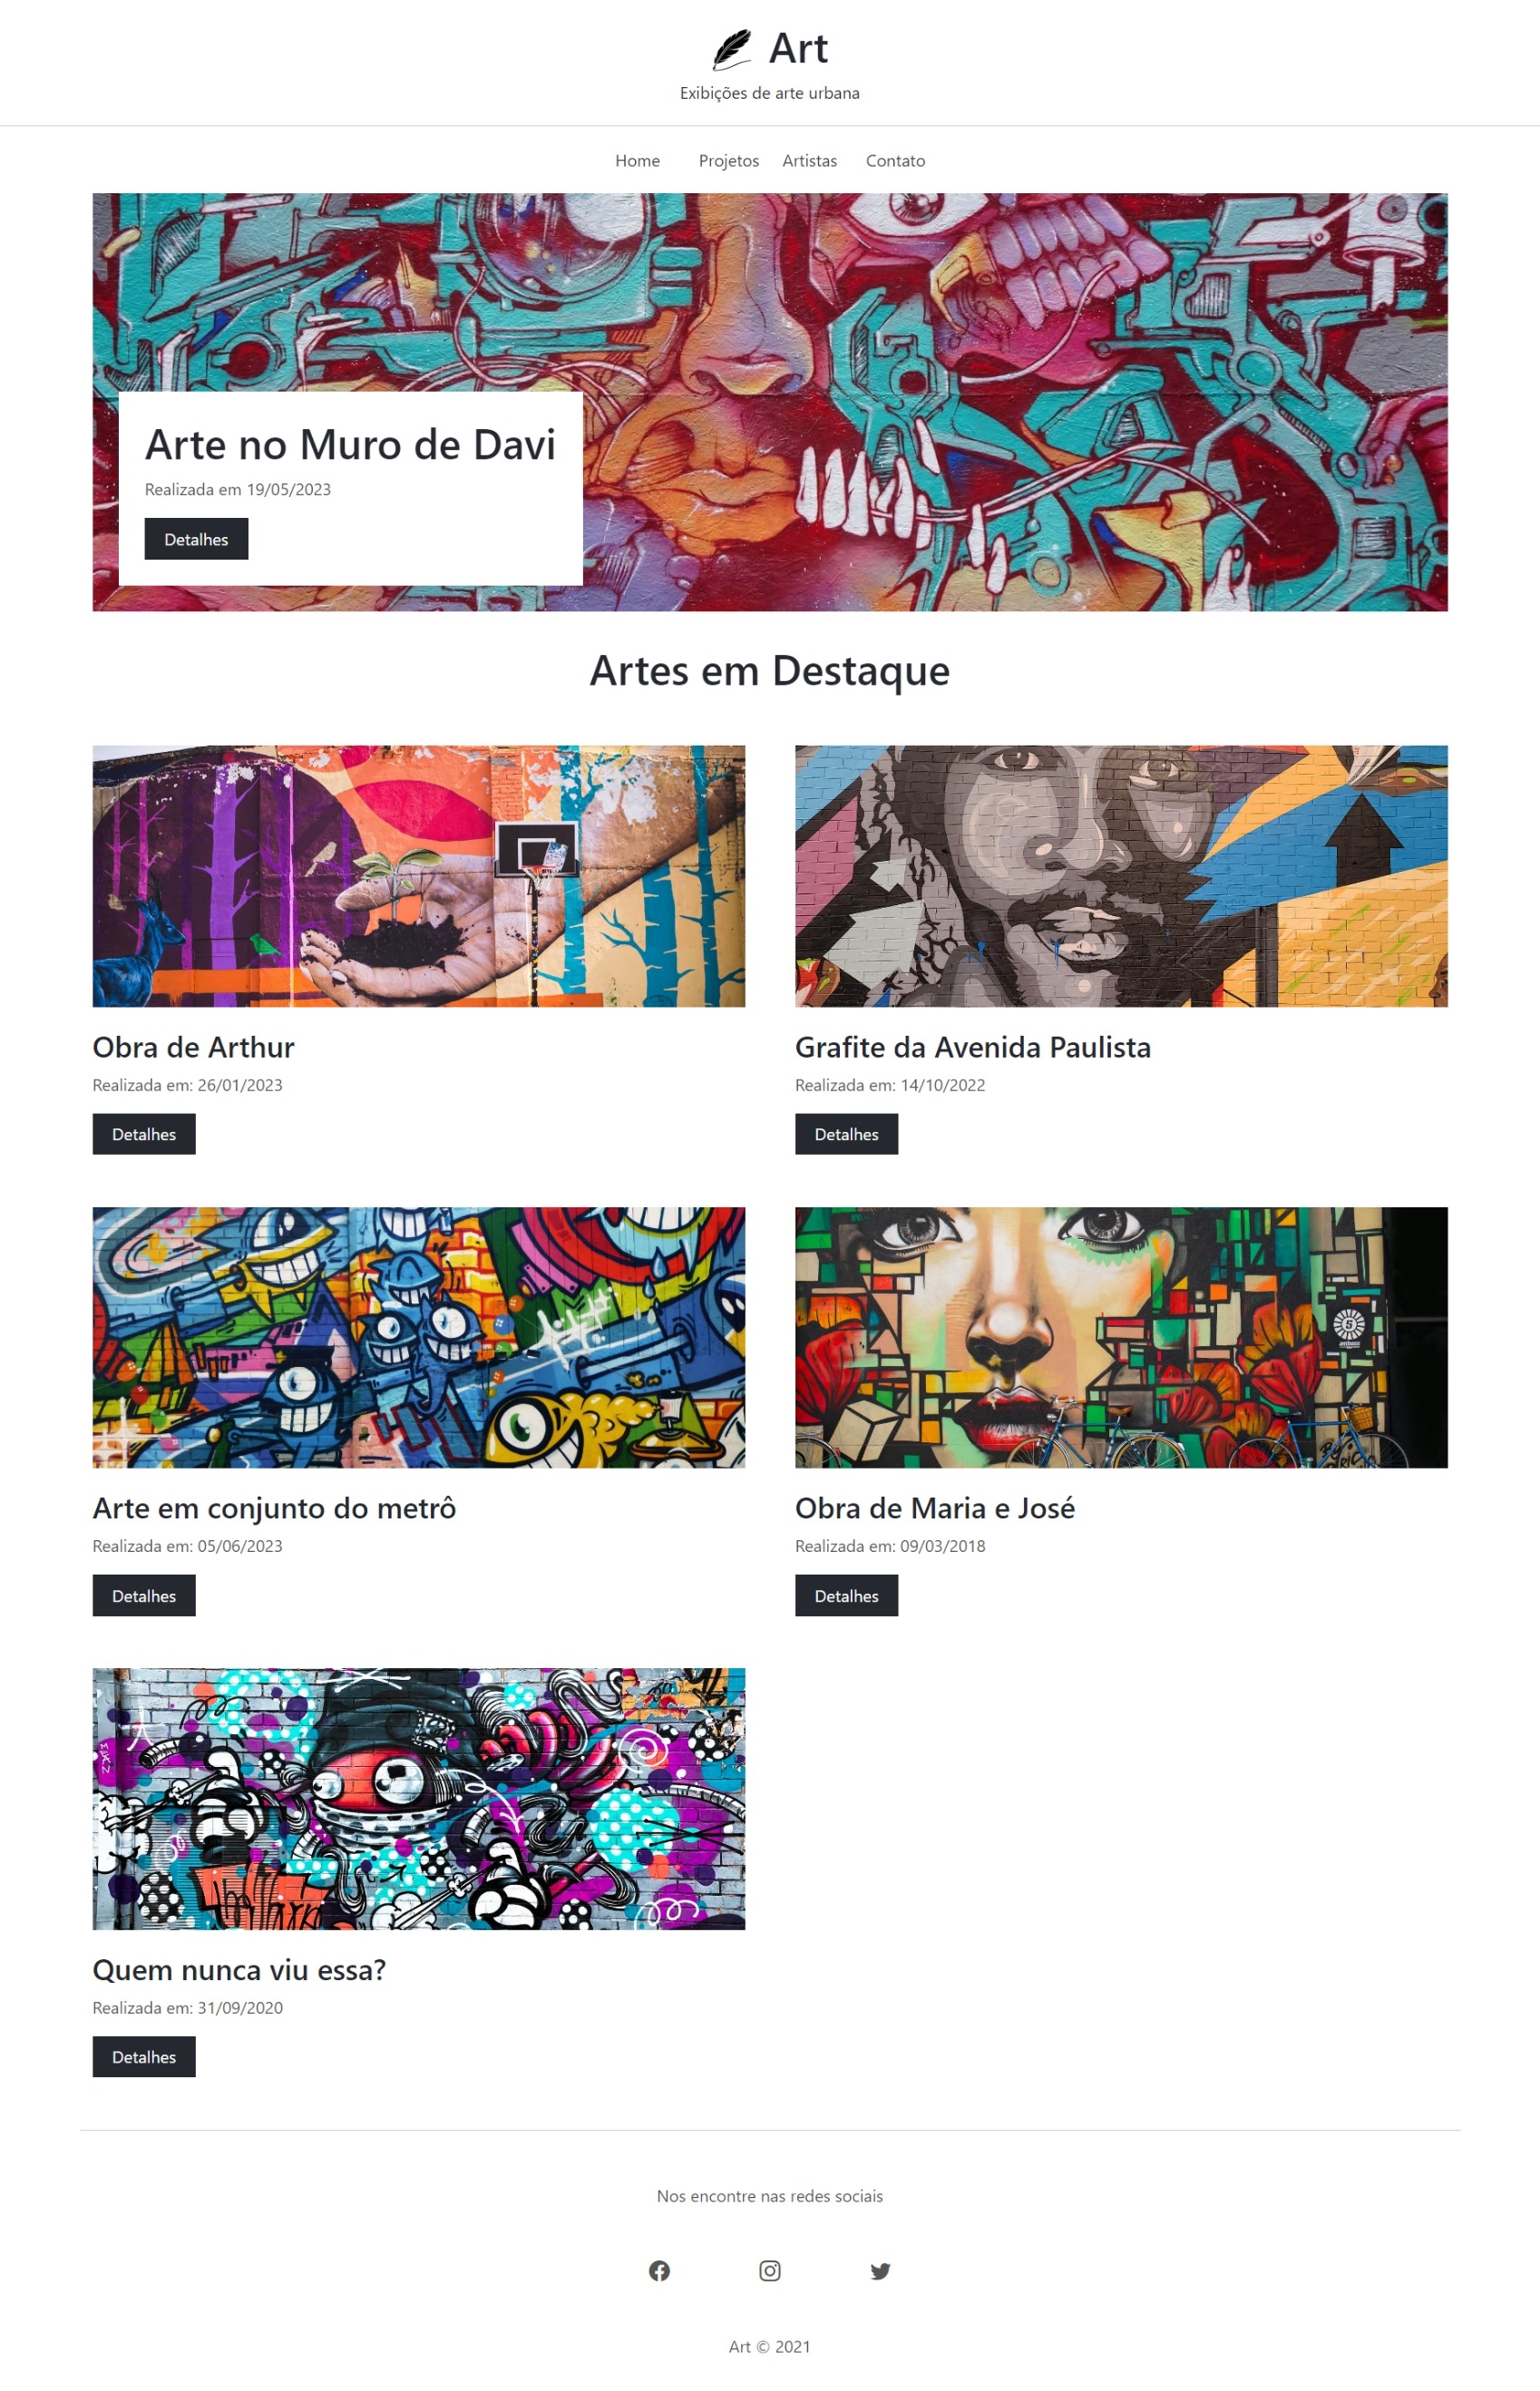 Art
Exibições de arte urbana
Home Projetos Artistas Contato
Arte no Muro de Davi
Realizada em 19/05/2023
Detalhes
Artes em Destaque
Obra de Arthur
Realizada em: 26/01/2023
Detalhes
Grafite da Avenida Paulista
Realizada em: 14/10/2022
Detalhes
5
Arte em conjunto do metrô
Realizada em: 05/06/2023
Detalhes
Obra de Maria e José
Realizada em: 09/03/2018
Detalhes
Quem nunca viu essa?
Realizada em: 31/09/2020
Detalhes
Nos encontre nas redes sociais
Art © 2021